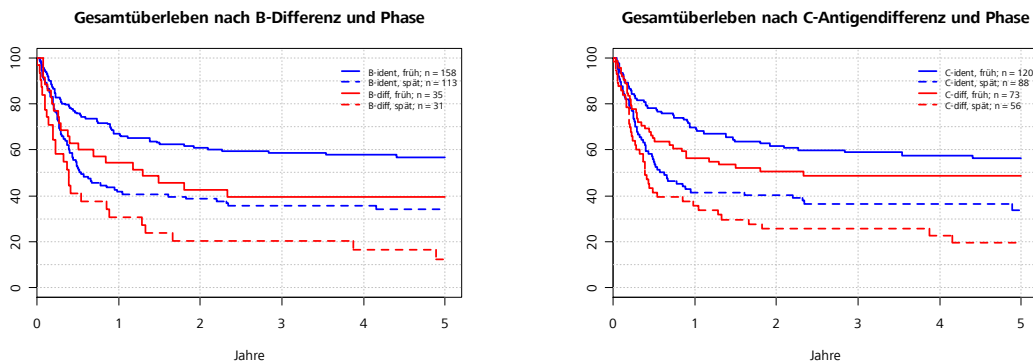 Gesamtüberleben nach B-Differenz und Phase
100
80
60
40
20
0
B-ident, früh; n = 158
B-ident, spät; n = 113
B-diff, früh; n = 35
B-diff, spät; n = 31
0 1 2 3 4 5
Jahre
Gesamtüberleben nach C-Antigendifferenz und Phase
100
80
60
40
20
0
C-ident, früh; n = 120
C-ident, spät; n = 88
C-diff, früh; n = 73
C-diff, spät; n = 56
0 1 2 3 4 5
Jahre